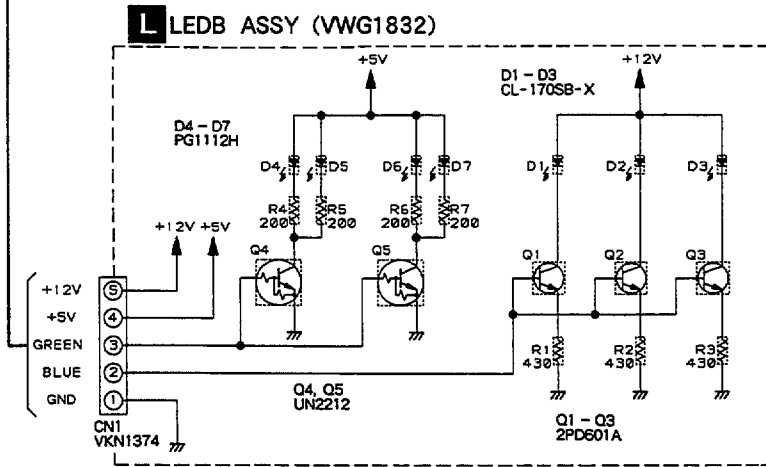 L LEDB ASSY (VWG1832)
+5V
D1-D3
CL-170SB-X
+12V
D4-D7
PG1112H
D4 D5 D6 D7 D1 D2 D3
R4
200
R5
200
R6
200
R7
200
+12V +5V
Q4 Q5 Q1 Q2 Q3
+12V 5
+5V 4
GREEN 3
BLUE 2
GND 1
R1
430
R2
430
R3
430
Q4, Q5
UN2212
CN1
VKN1374
Q1-Q3
2PD601A